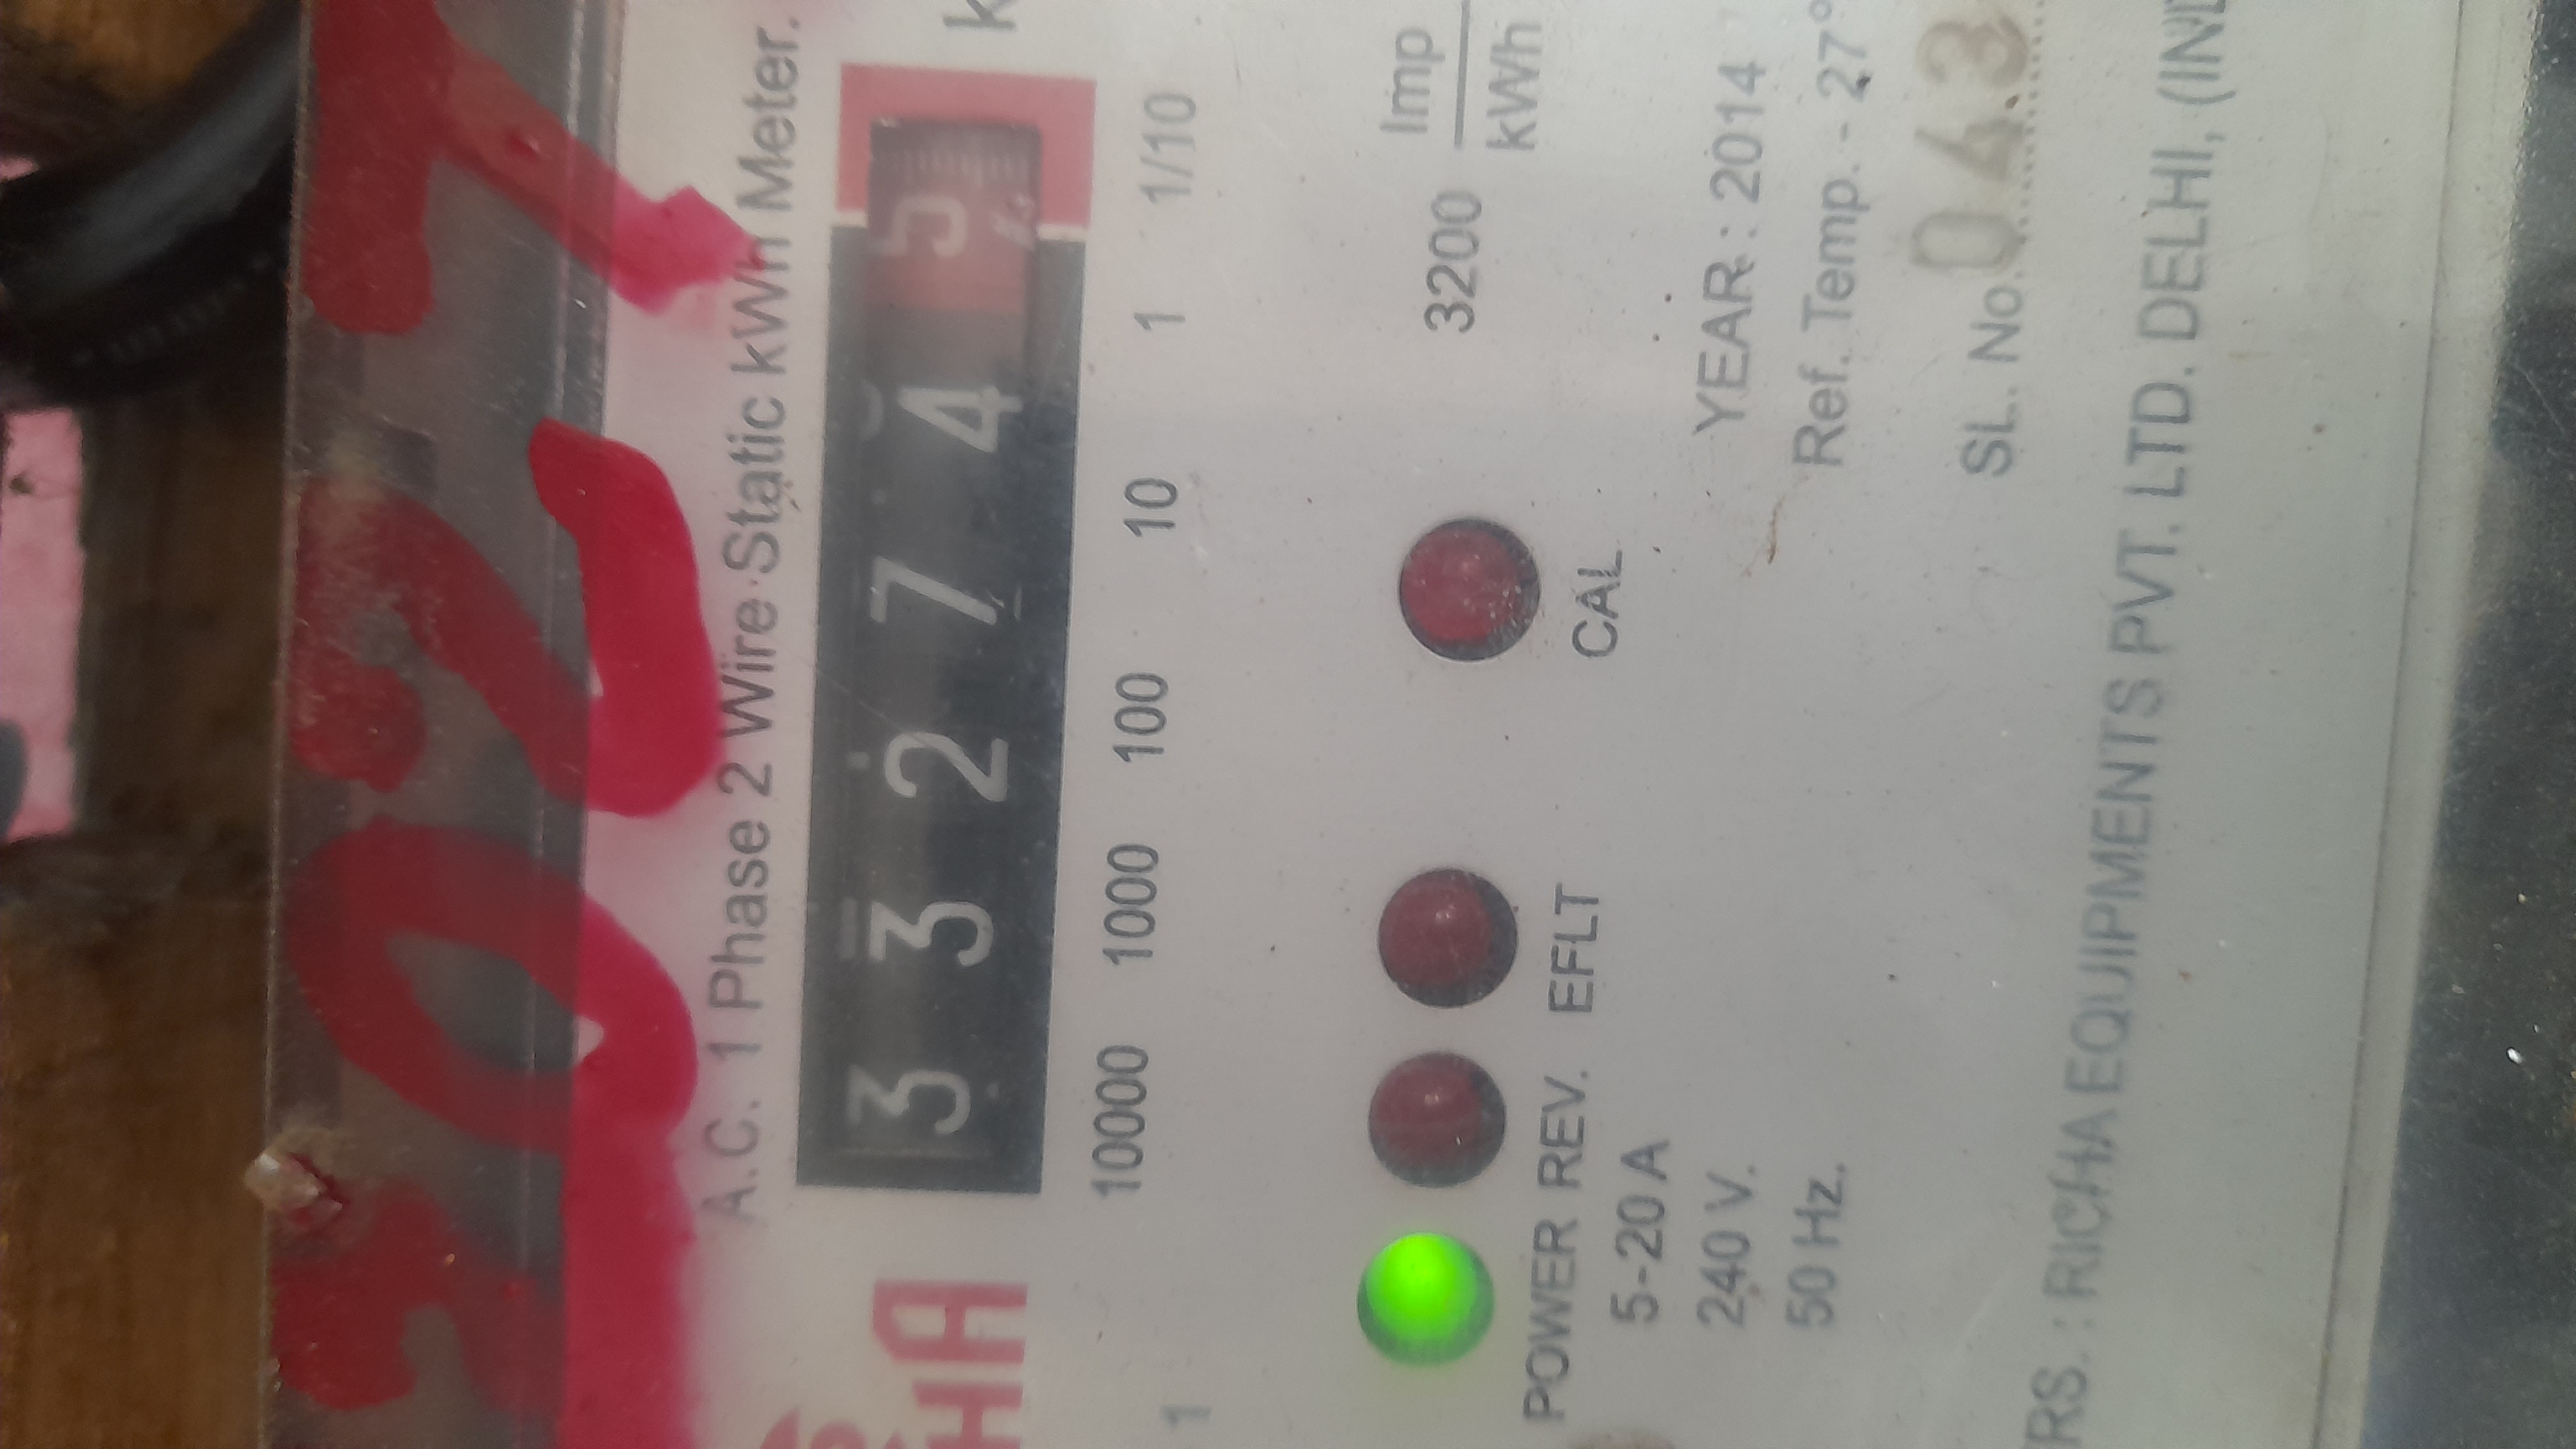 A.C. 1 Phase 2 Wire Static kWh Meter.
3 3 2 7 4 5
10000 1000 100 10 1 1/10
3200 Imp
kWh
POWER REV. EFLT CAL
5-20 A
240 V.
50 Hz.
YEAR : 2014
Ref. Temp. - 27°
SL. No. 043
RICHA EQUIPMENTS PVT. LTD. DELHI,